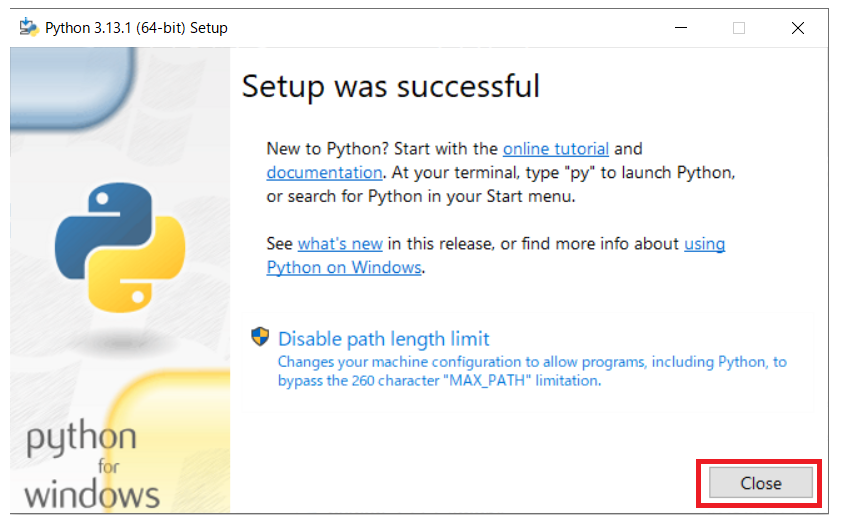 Python 3.13.1 (64-bit) Setup
Setup was successful
New to Python? Start with the online tutorial and
documentation. At your terminal, type "py" to launch Python,
or search for Python in your Start menu.
See what's new in this release, or find more info about using
Python on Windows.
Disable path length limit
Changes your machine configuration to allow programs, including Python, to
bypass the 260 character "MAX_PATH" limitation.
python
for
windows
Close